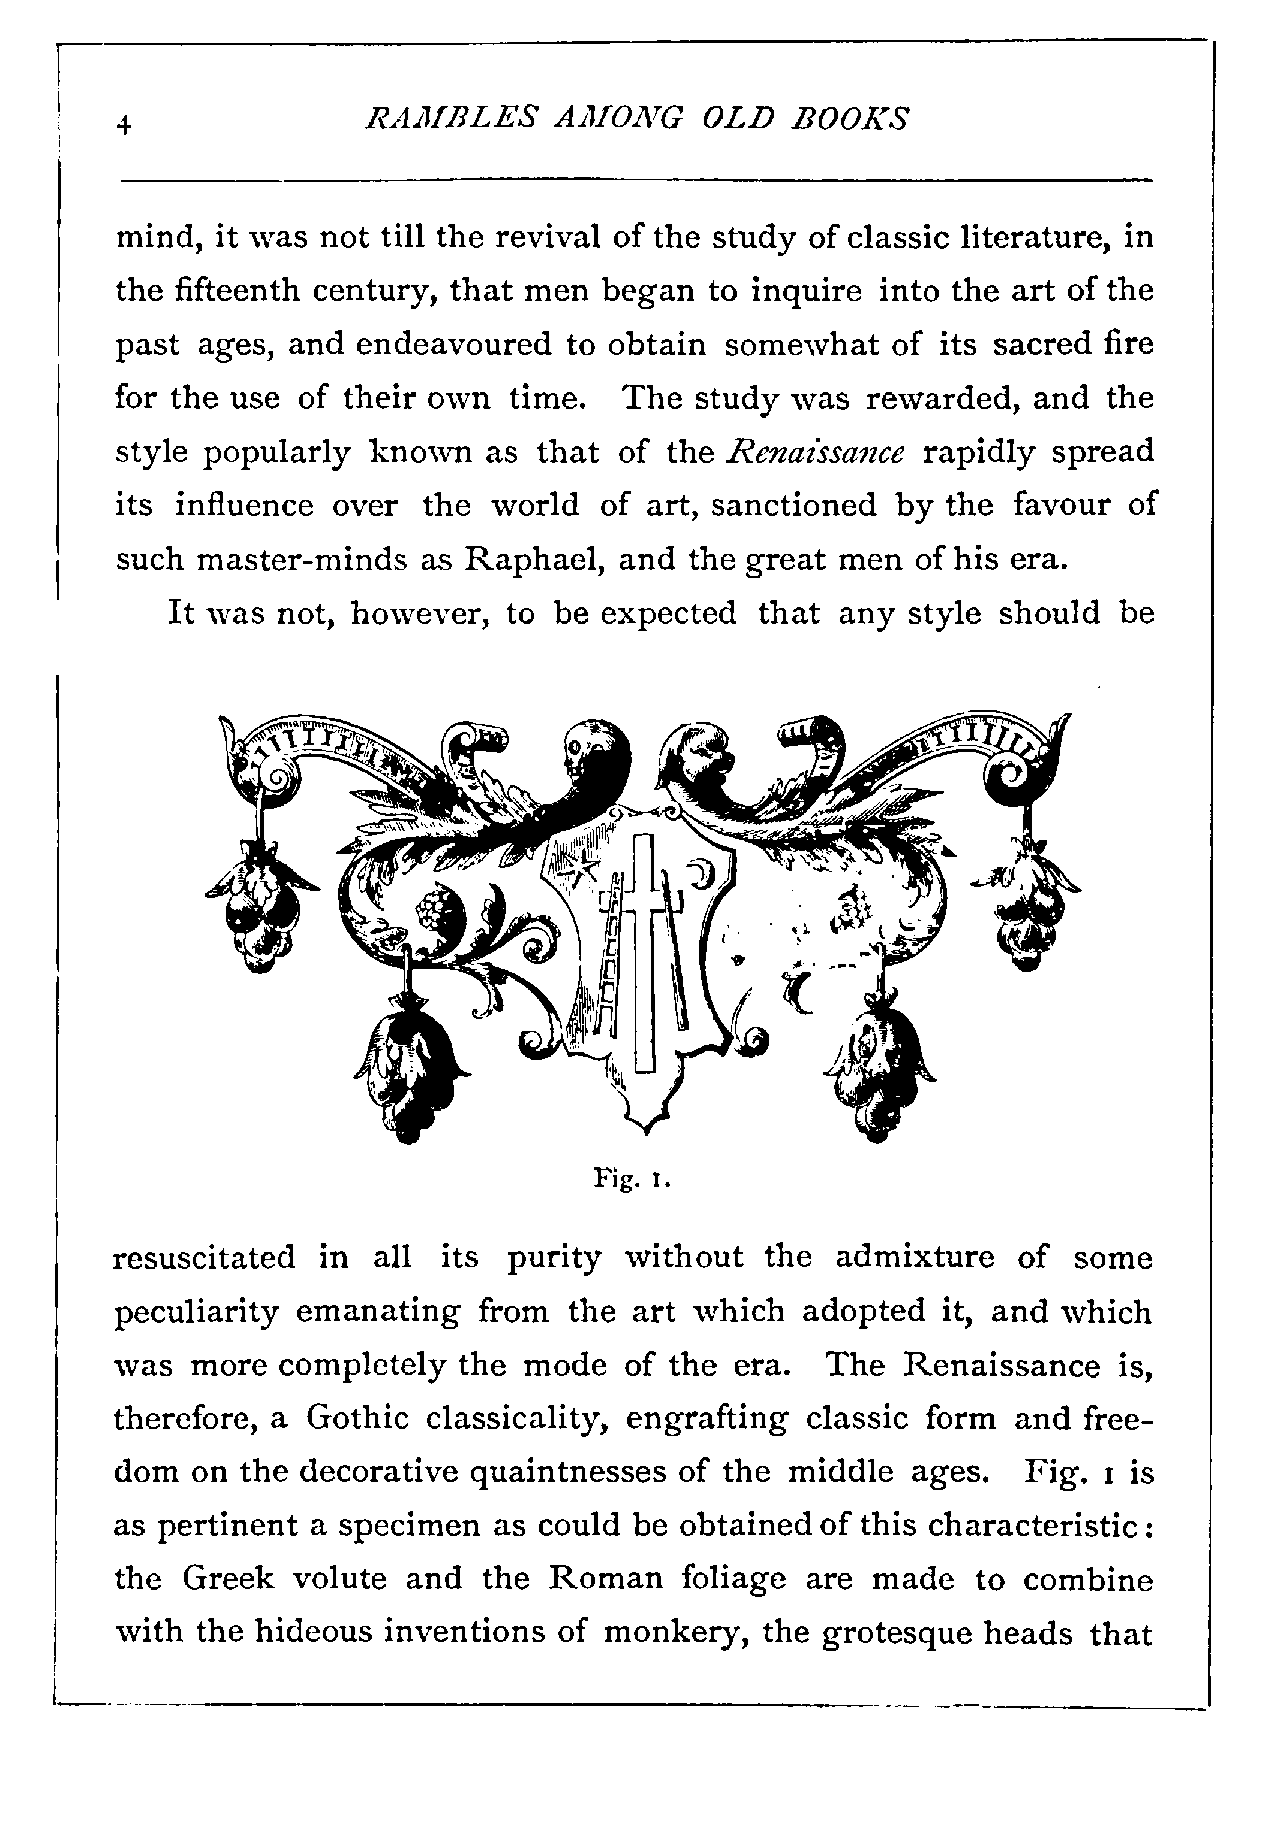 4 RAMBLES AMONG OLD BOOKS
mind, it was not till the revival of the study of classic literature, in
the fifteenth century, that men began to inquire into the art of the
past ages, and endeavoured to obtain somewhat of its sacred fire
for the use of their own time. The study was rewarded, and the
style popularly known as that of the Renaissance rapidly spread
its influence over the world of art, sanctioned by the favour of
such master-minds as Raphael, and the great men of his era.
It was not, however, to be expected that any style should be
Fig. 1.
resuscitated in all its purity without the admixture of some
peculiarity emanating from the art which adopted it, and which
was more completely the mode of the era. The Renaissance is,
therefore, a Gothic classicality, engrafting classic form and free-
dom on the decorative quaintnesses of the middle ages. Fig. 1 is
as pertinent a specimen as could be obtained of this characteristic:
the Greek volute and the Roman foliage are made to combine
with the hideous inventions of monkery, the grotesque heads that